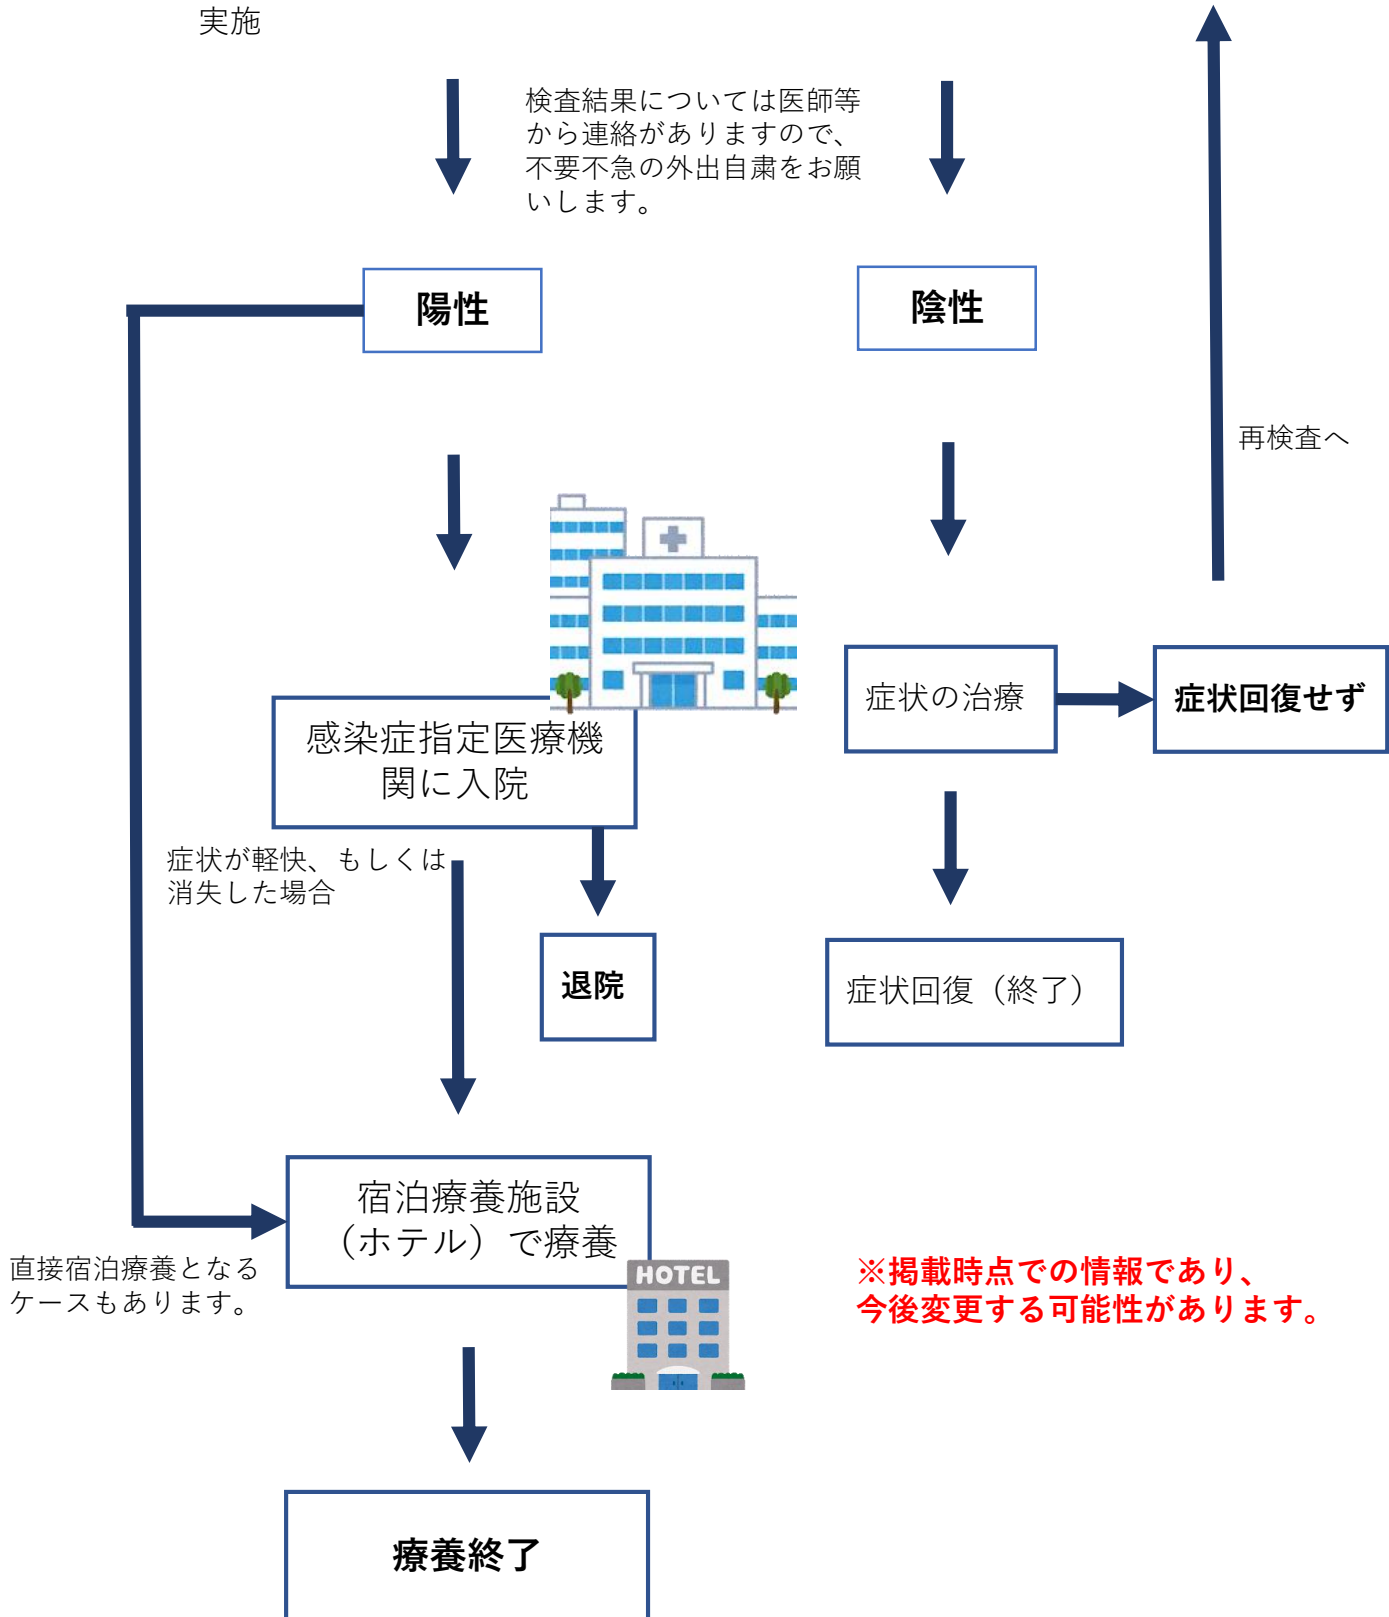 実施
検査結果については医師等
から連絡がありますので、
不要不急の外出自粛をお願
いします。
陽性
陰性
再検査へ
症状の治療
症状回復せず
感染症指定医療機
関に入院
症状が軽快、もしくは
消失した場合
退院
症状回復（終了）
宿泊療養施設
（ホテル）で療養
直接宿泊療養となる
ケースもあります。
HOTEL
※掲載時点での情報であり、
今後変更する可能性があります。
療養終了